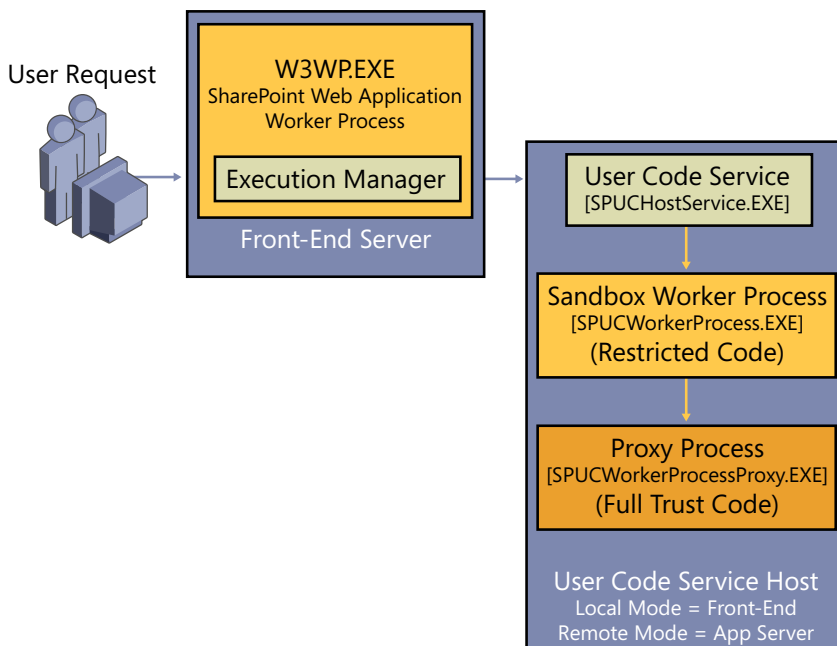 User Request
W3WP.EXE
SharePoint Web Application
Worker Process
Execution Manager
Front-End Server
User Code Service
[SPUCHostService.EXE]
Sandbox Worker Process
[SPUCWorkerProcess.EXE]
(Restricted Code)
Proxy Process
[SPUCWorkerProcessProxy.EXE]
(Full Trust Code)
User Code Service Host
Local Mode = Front-End
Remote Mode = App Server